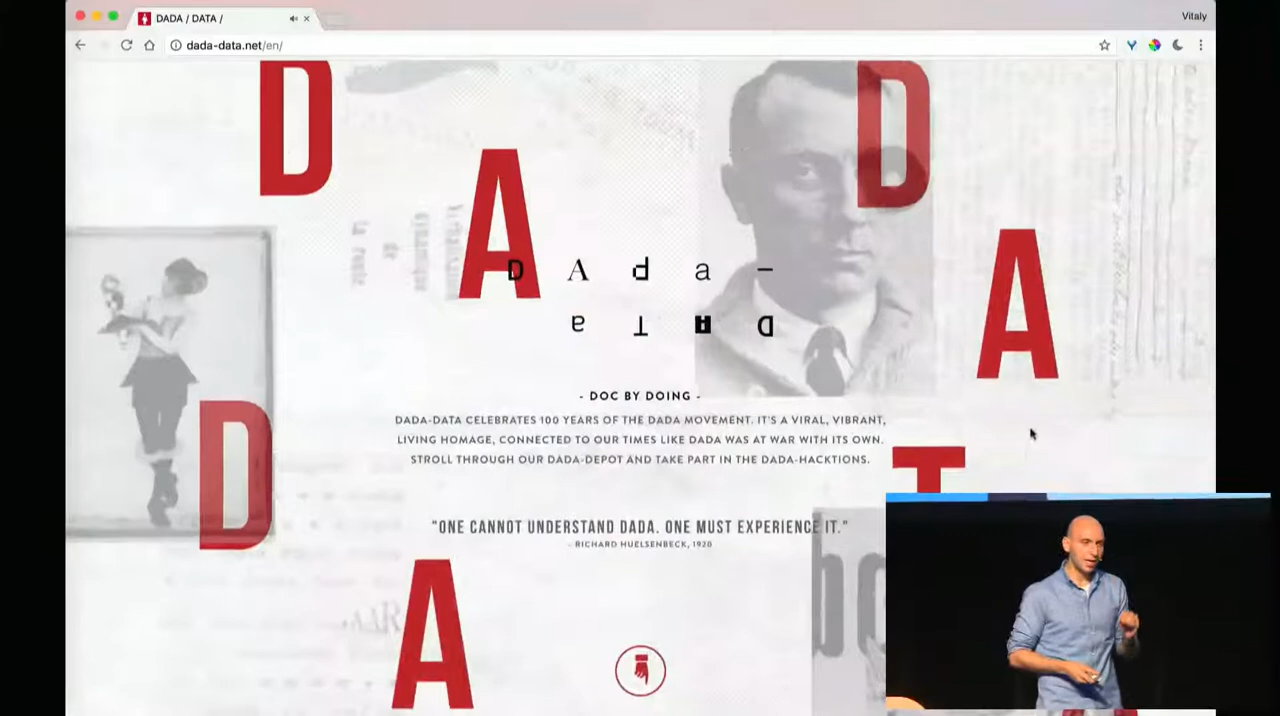 DADA / DATA /
Vitaly
dada-data.net/en/
D
D
A
A
DAda-
DATa
- DOC BY DOING -
DADA-DATA CELEBRATES 100 YEARS OF THE DADA MOVEMENT. IT'S A VIRAL, VIBRANT,
LIVING HOMAGE, CONNECTED TO OUR TIMES LIKE DADA WAS AT WAR WITH ITS OWN.
STROLL THROUGH OUR DADA-DEPOT AND TAKE PART IN THE DADA-HACKTIONS.
D
T
"ONE CANNOT UNDERSTAND DADA. ONE MUST EXPERIENCE IT."
- RICHARD HUELSENBECK, 1920
A